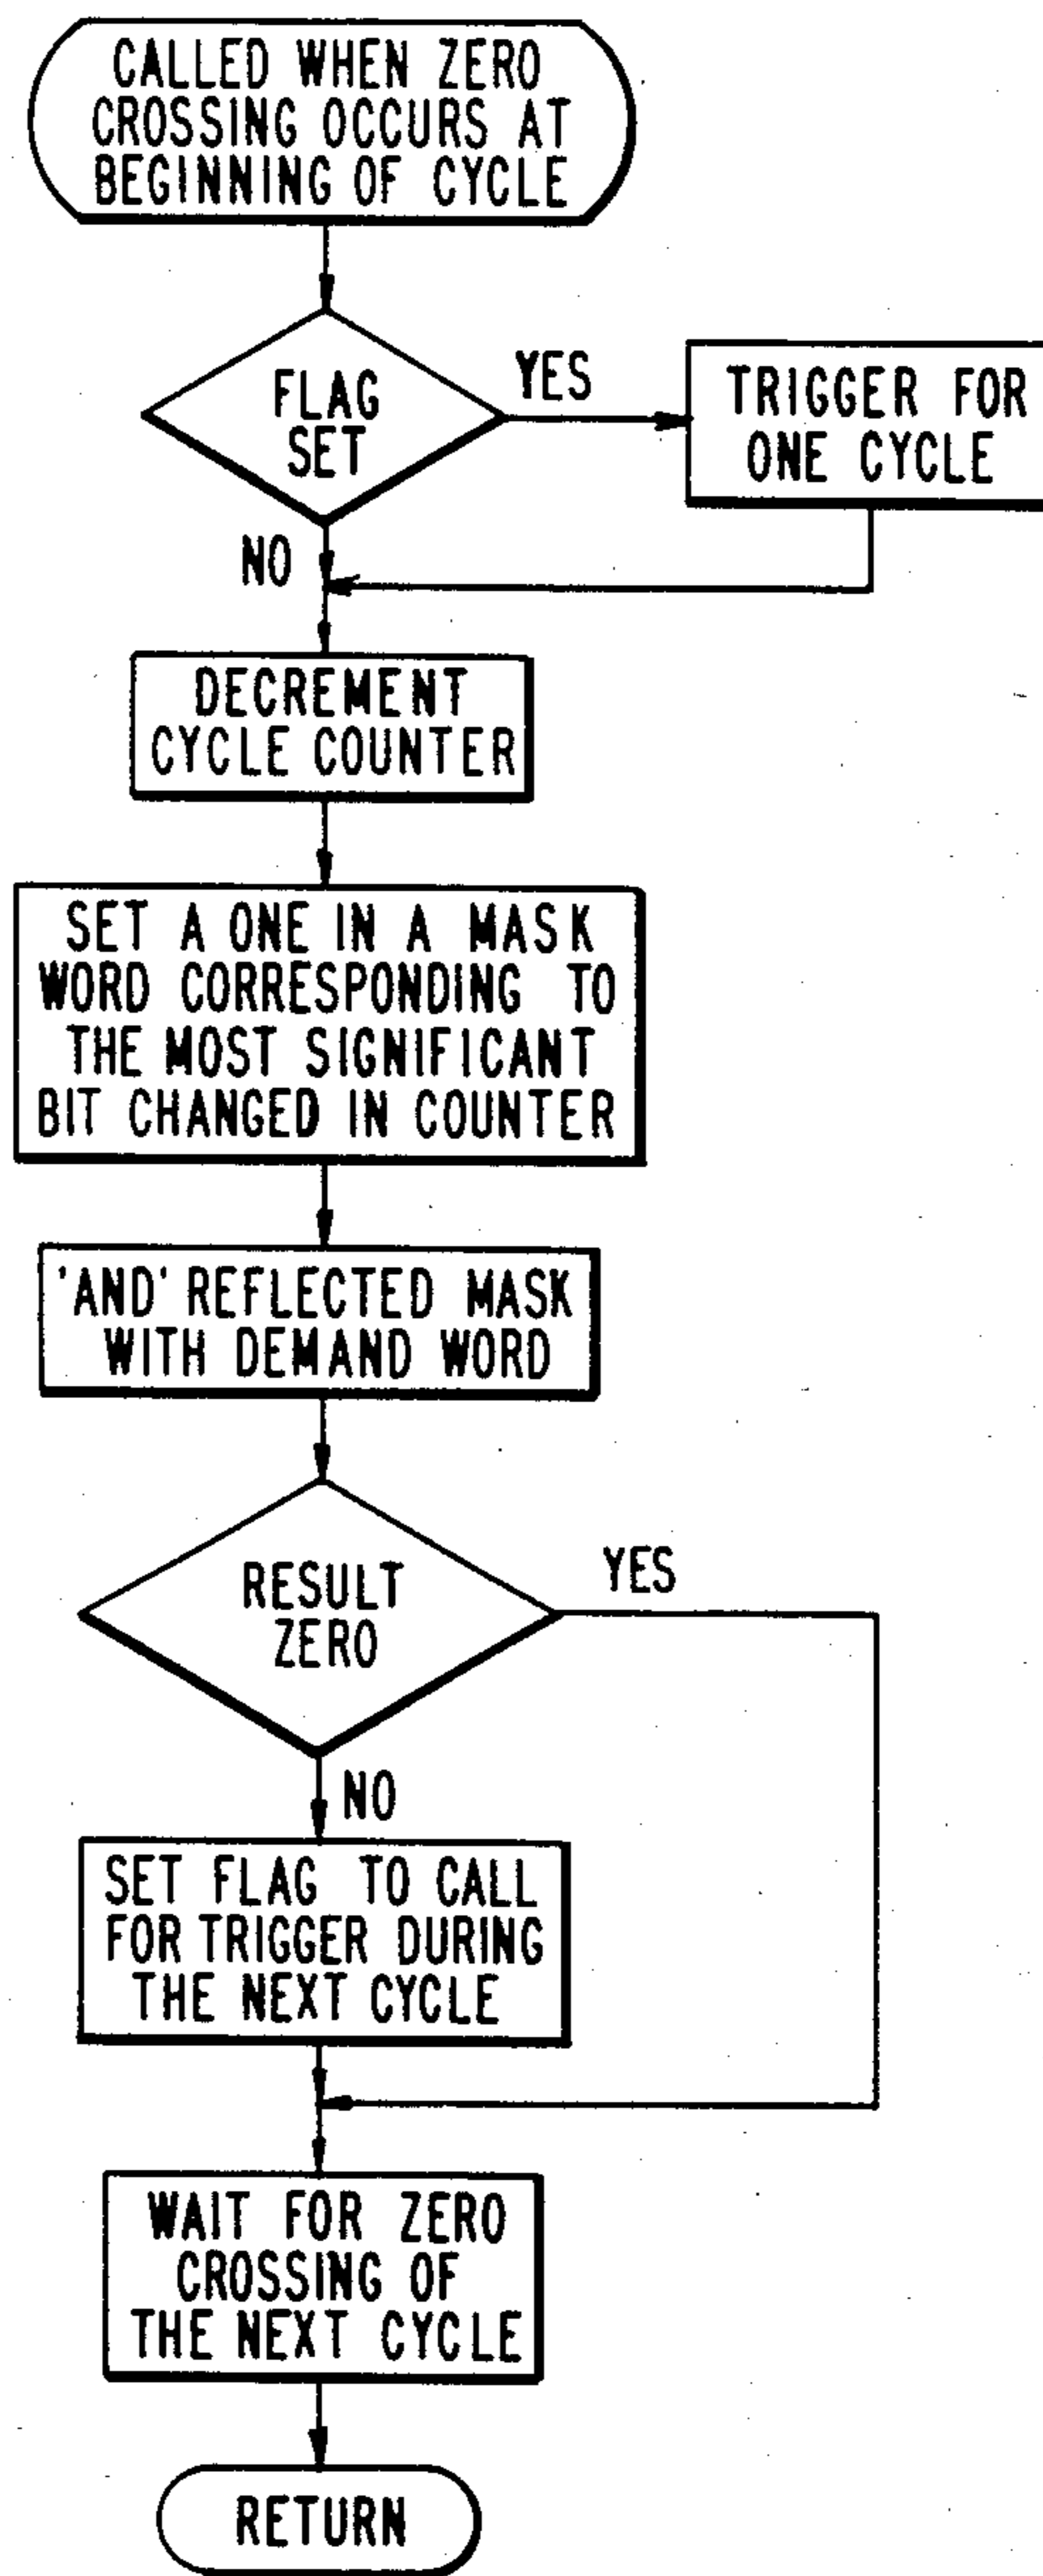 CALLED WHEN ZERO
CROSSING OCCURS AT
BEGINNING OF CYCLE
FLAG
SET
YES
TRIGGER FOR
ONE CYCLE
NO
DECREMENT
CYCLE COUNTER
SET A ONE IN A MASK
WORD CORRESPONDING TO
THE MOST SIGNIFICANT
BIT CHANGED IN COUNTER
'AND' REFLECTED MASK
WITH DEMAND WORD
RESULT
ZERO
YES
NO
SET FLAG TO CALL
FOR TRIGGER DURING
THE NEXT CYCLE
WAIT FOR ZERO
CROSSING OF
THE NEXT CYCLE
RETURN